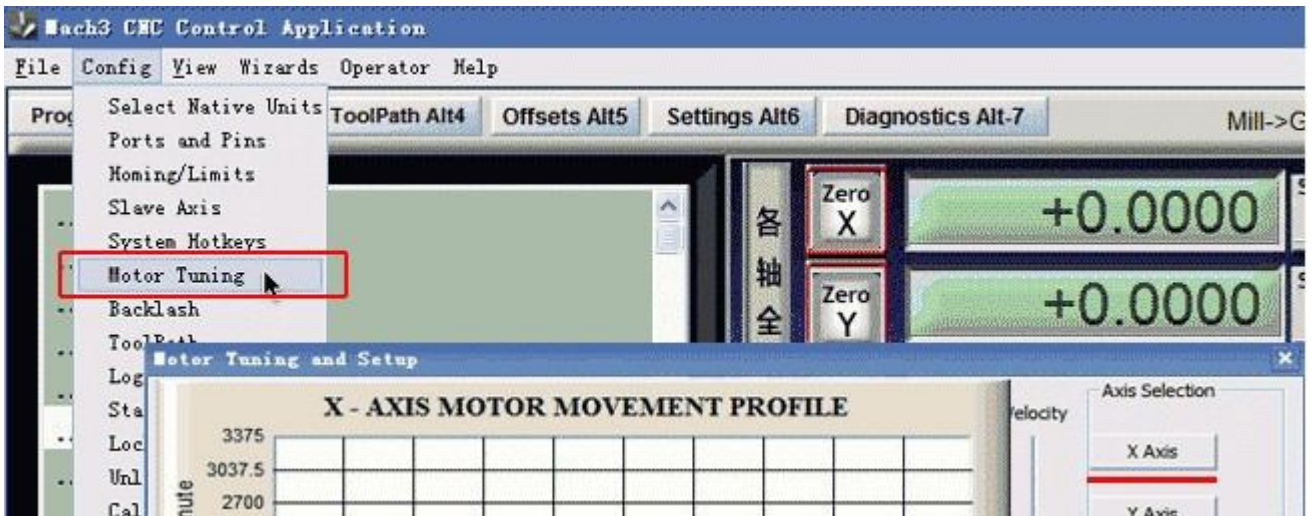 Mach3 CNC Control Application
File Config View Wizards Operator Help
Select Native Units
ToolPath Alt4 Offsets Alt5 Settings Alt6 Diagnostics Alt-7
Ports and Pins
Homing/Limits
Slave Axis
System Hotkeys
Motor Tuning
Backlash
各轴全
Zero X +0.0000
Zero Y +0.0000
Motor Tuning and Setup
X - AXIS MOTOR MOVEMENT PROFILE
3375
3037.5
2700
Axis Selection
X Axis
Y Axis